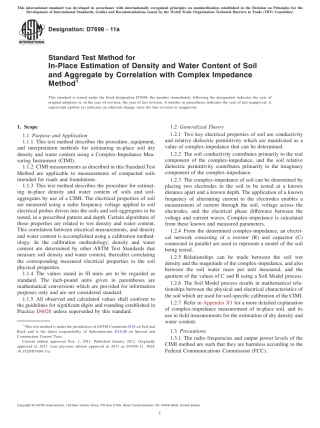 This international standard was developed in accordance with internationally recognized principles on standardization established in the Decision on Principles for the
Development of International Standards, Guides and Recommendations issued by the World Trade Organization Technical Barriers to Trade (TBT) Committee.
Designation: D7698 − 11a
Standard Test Method for
In-Place Estimation of Density and Water Content of Soil
and Aggregate by Correlation with Complex Impedance
Method1
This standard is issued under the fixed designation D7698; the number immediately following the designation indicates the year of
original adoption or, in the case of revision, the year of last revision. A number in parentheses indicates the year of last reapproval. A
superscript epsilon (ε) indicates an editorial change since the last revision or reapproval.
1. Scope
1.1 Purpose and Application
1.1.1 This test method describes the procedure, equipment,
and interpretation methods for estimating in-place soil dry
density and water content using a Complex-Impedance Mea-
suring Instrument (CIMI).
1.1.2 CIMI measurements as described in this Standard Test
Method are applicable to measurements of compacted soils
intended for roads and foundations.
1.1.3 This test method describes the procedure for estimat-
ing in-place density and water content of soils and soil-
aggregates by use of a CIMI. The electrical properties of soil
are measured using a radio frequency voltage applied to soil
electrical probes driven into the soils and soil-aggregates to be
tested, in a prescribed pattern and depth. Certain algorithms of
these properties are related to wet density and water content.
This correlation between electrical measurements, and density
and water content is accomplished using a calibration method-
ology. In the calibration methodology, density and water
content are determined by other ASTM Test Standards that
measure soil density and water content, thereafter correlating
the corresponding measured electrical properties to the soil
physical properties.
1.1.4 The values stated in SI units are to be regarded as
standard. The inch-pound units given in parentheses are
mathematical conversions which are provided for information
purposes only and are not considered standard.
1.1.5 All observed and calculated values shall conform to
the guidelines for significant digits and rounding established in
Practice D6026 unless superseded by this standard.
1 This test method is under the jurisdiction of ASTM Committee D18 on Soil and
Rock and is the direct responsibility of Subcommittee D18.08 on Special and
Construction Control Tests.
Current edition approved Nov. 1, 2011. Published January 2012. Originally
approved in 2011. Last previous edition approved in 2011 as D7698–11. DOI:
10.1520/D7698–11a.
1.2 Generalized Theory
1.2.1 Two key electrical properties of soil are conductivity
and relative dielectric permittivity which are manifested as a
value of complex-impedance that can be determined.
1.2.2 The soil conductivity contributes primarily to the real
component of the complex-impedance, and the soil relative
dielectric permittivity contributes primarily to the imaginary
component of the complex-impedance.
1.2.3 The complex-impedance of soil can be determined by
placing two electrodes in the soil to be tested at a known
distance apart and a known depth. The application of a known
frequency of alternating current to the electrodes enables a
measurement of current through the soil, voltage across the
electrodes, and the electrical phase difference between the
voltage and current waves. Complex-impedance is calculated
from these known and measured parameters.
1.2.4 From the determined complex-impedance, an electri-
cal network consisting of a resistor (R) and capacitor (C)
connected in parallel are used to represent a model of the soil
being tested.
1.2.5 Relationships can be made between the soil wet
density and the magnitude of the complex-impedance, and also
between the soil water mass per unit measured, and the
quotient of the values of C and R using a Soil Model process.
1.2.6 The Soil Model process results in mathematical rela-
tionships between the physical and electrical characteristics of
the soil which are used for soil-specific calibration of the CIMI.
1.2.7 Refer to Appendix X1 for a more detailed explanation
of complex-impedance measurement of in-place soil, and its
use in field measurements for the estimation of dry density and
water content.
1.3 Precautions
1.3.1 The radio frequencies and output power levels of the
CIMI method are such that they are harmless according to the
Federal Communications Commission (FCC).
Copyright © ASTM International, 100 Barr Harbor Drive, PO Box C700, West Conshohocken, PA 19428-2959. United States
1